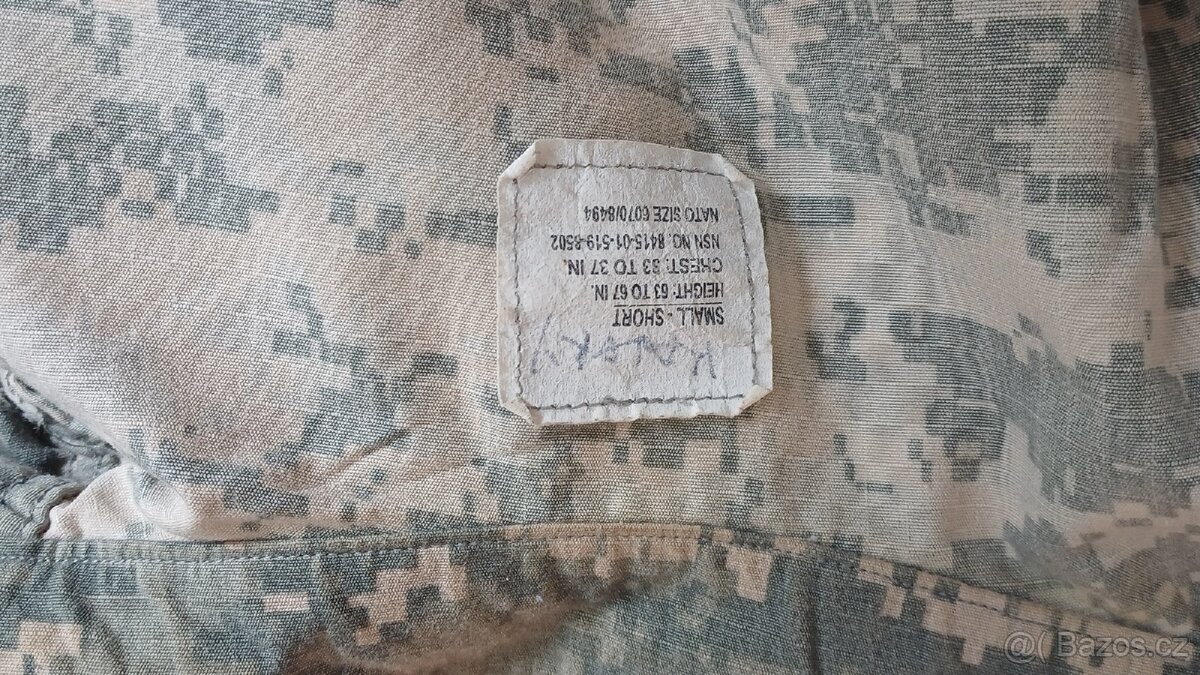 SMALL - SHORT
HEIGHT: 63 TO 67 IN.
CHEST: 33 TO 37 IN.
NSN NO. 8415-01-519-8502
NATO SIZE 6070/8494
@( Bazos.cz